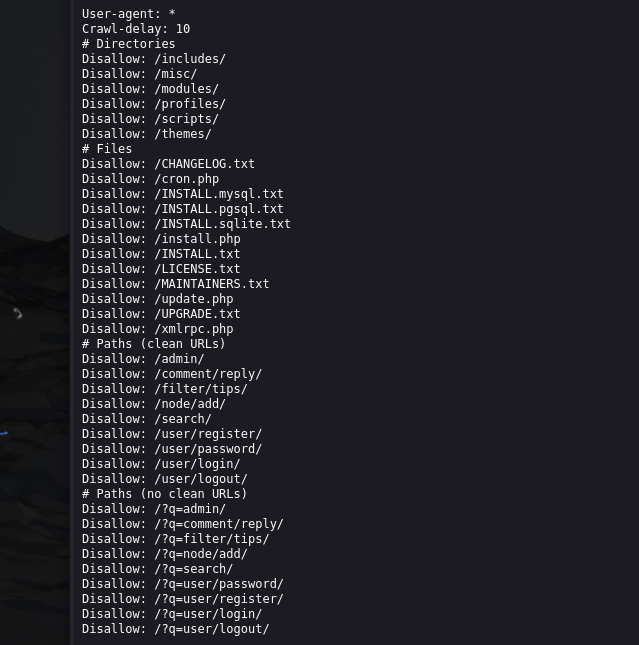 User-agent: *
Crawl-delay: 10
# Directories
Disallow: /includes/
Disallow: /misc/
Disallow: /modules/
Disallow: /profiles/
Disallow: /scripts/
Disallow: /themes/
# Files
Disallow: /CHANGELOG.txt
Disallow: /cron.php
Disallow: /INSTALL.mysql.txt
Disallow: /INSTALL.pgsql.txt
Disallow: /INSTALL.sqlite.txt
Disallow: /install.php
Disallow: /INSTALL.txt
Disallow: /LICENSE.txt
Disallow: /MAINTAINERS.txt
Disallow: /update.php
Disallow: /UPGRADE.txt
Disallow: /xmlrpc.php
# Paths (clean URLs)
Disallow: /admin/
Disallow: /comment/reply/
Disallow: /filter/tips/
Disallow: /node/add/
Disallow: /search/
Disallow: /user/register/
Disallow: /user/password/
Disallow: /user/login/
Disallow: /user/logout/
# Paths (no clean URLs)
Disallow: /?q=admin/
Disallow: /?q=comment/reply/
Disallow: /?q=filter/tips/
Disallow: /?q=node/add/
Disallow: /?q=search/
Disallow: /?q=user/password/
Disallow: /?q=user/register/
Disallow: /?q=user/login/
Disallow: /?q=user/logout/